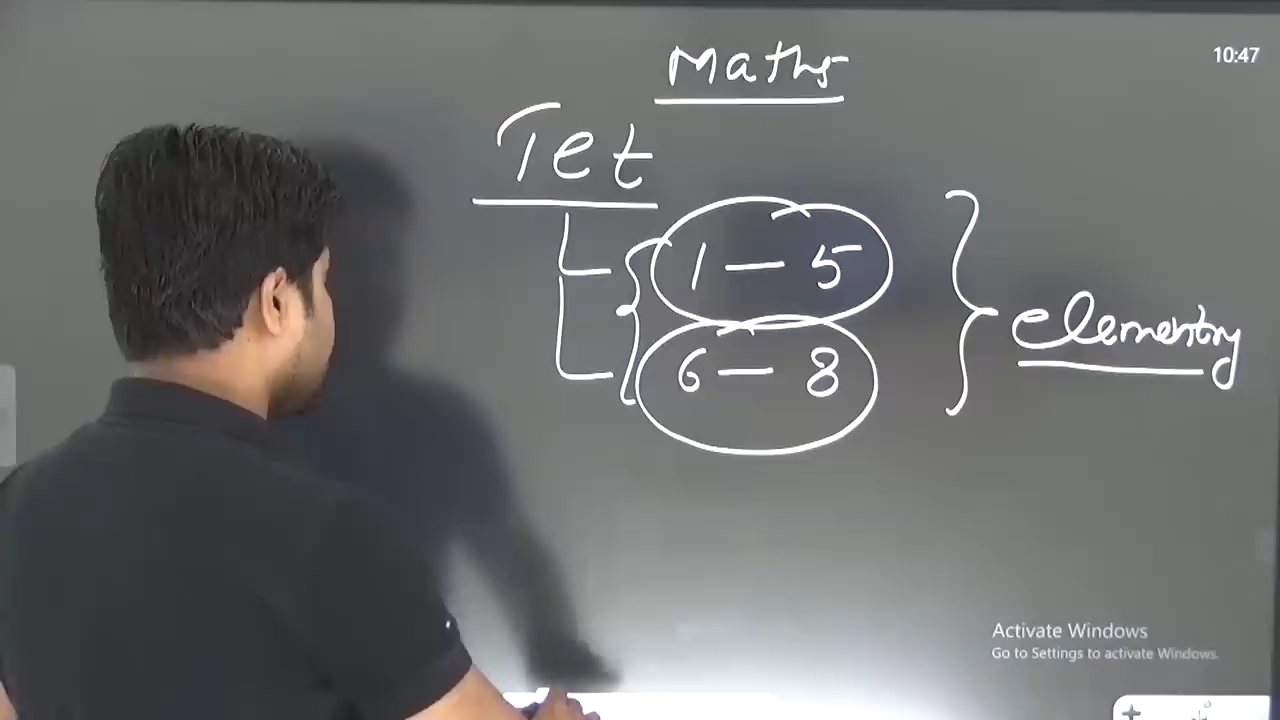 Maths
10:47
Tet
1 — 5
6 — 8
elementry
Activate Windows
Go to Settings to activate Windows.